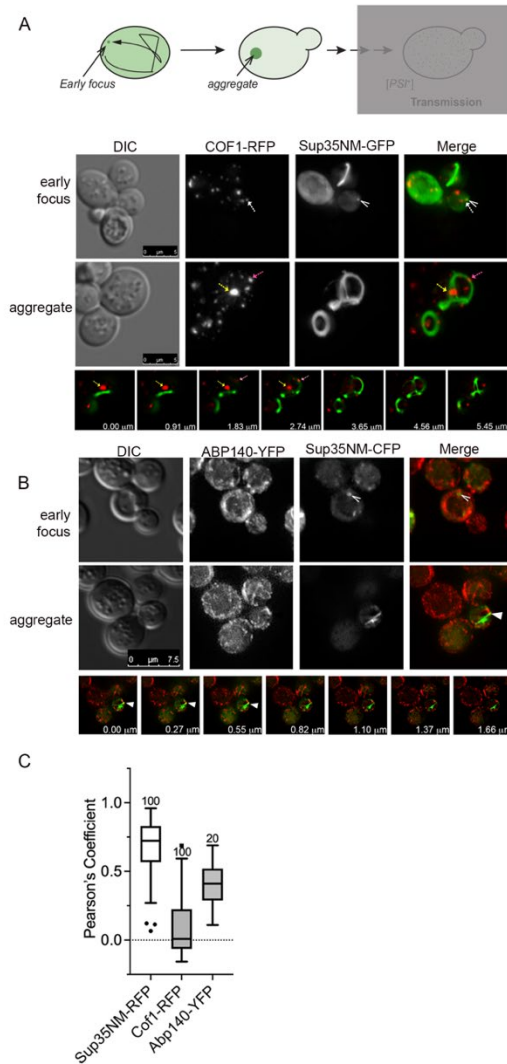 A
Early focus
aggregate
[PSI+]
Transmission
DIC COF1-RFP Sup35NM-GFP Merge
early focus
5
aggregate
5
0.00 µm 0.91 µm 1.83 µm 2.74 µm 3.65 µm 4.56 µm 5.45 µm
B
DIC ABP140-YFP Sup35NM-CFP Merge
early focus
aggregate
0 µm 7.5
0.00 µm 0.27 µm 0.55 µm 0.82 µm 1.10 µm 1.37 µm 1.66 µm
C
Pearson's Coefficient
1.0
0.5
0.0
100
100
20
Sup35NM-RFP
Cof1-RFP
Abp140-YFP